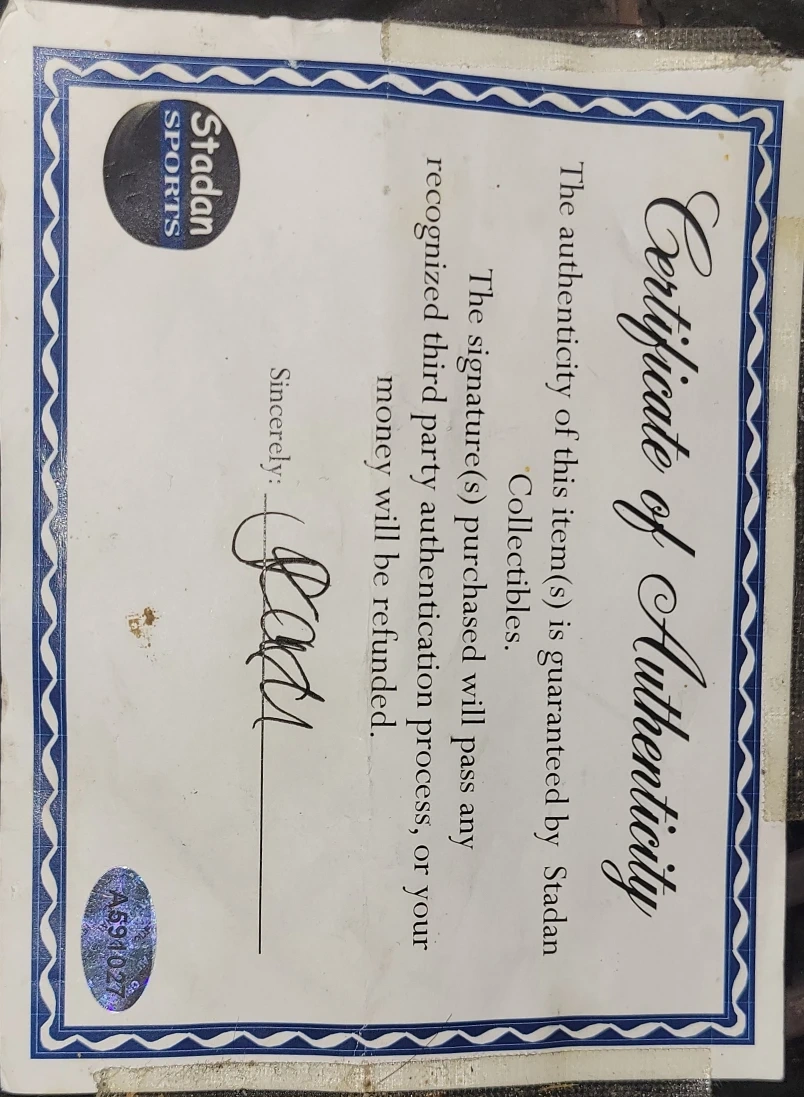 Certificate of Authenticity
The authenticity of this item(s) is guaranteed by Stadan
Collectibles.
The signature(s) purchased will pass any
recognized third party authentication process, or your
money will be refunded.
Sincerely:
Stadan
SPORTS
A591027